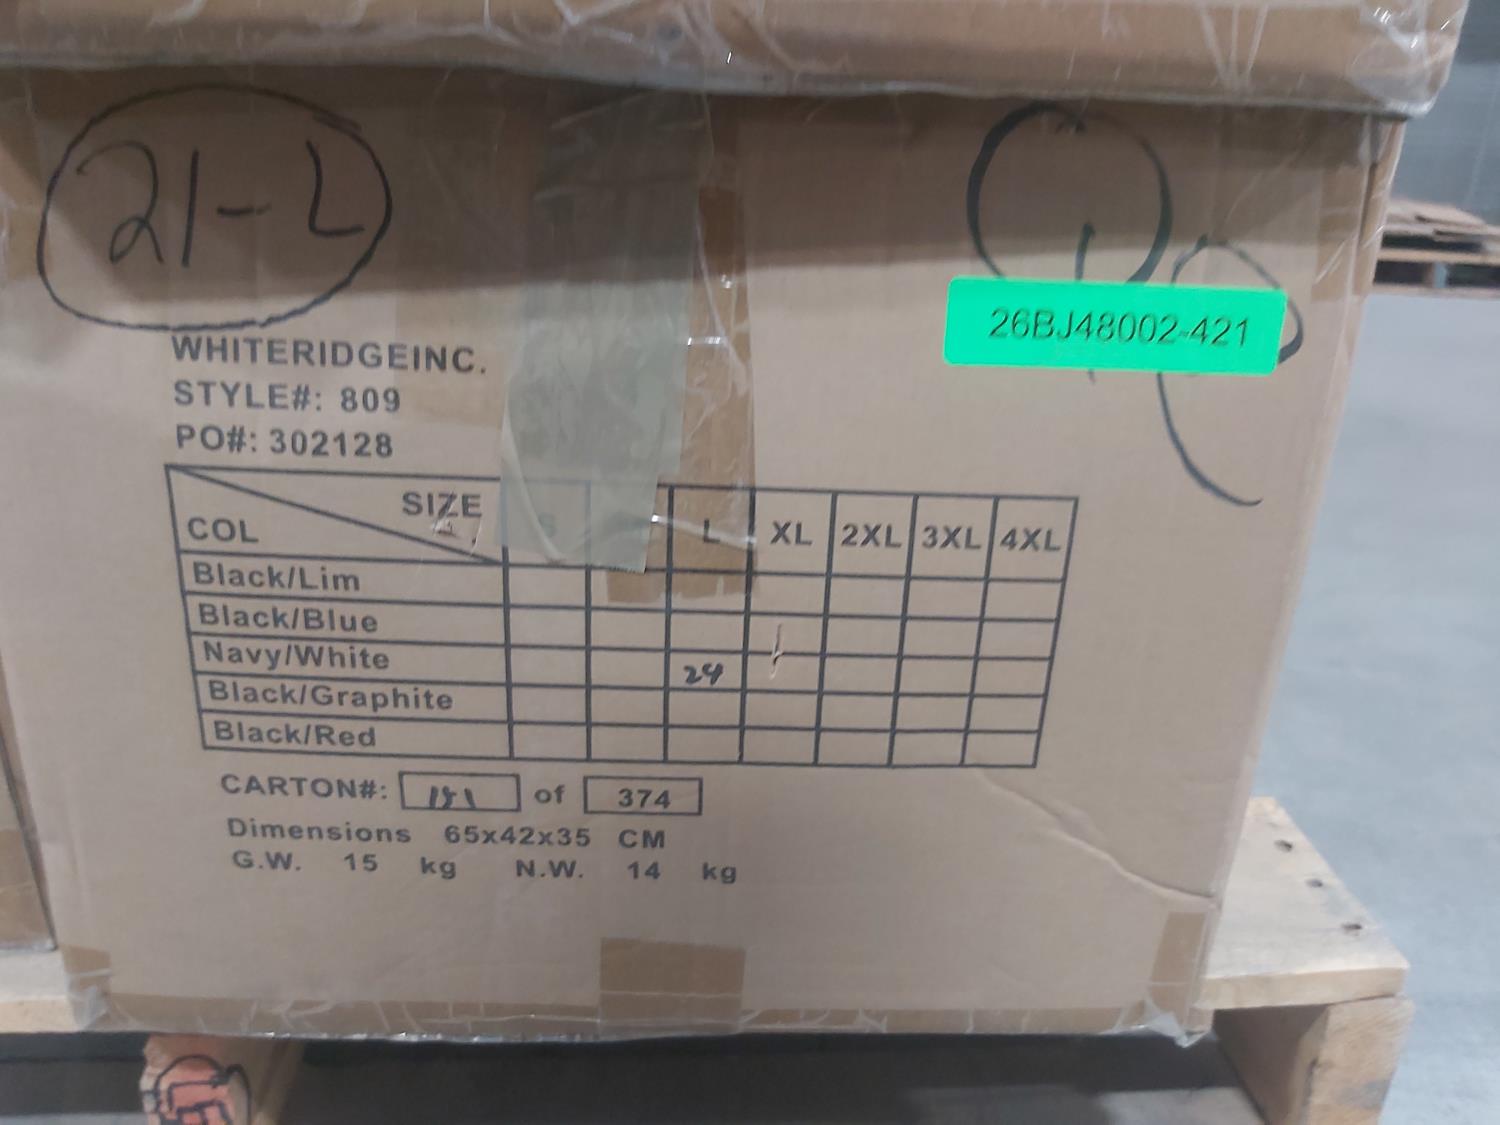 21-L
26BJ48002-421
WHITERIDGEINC.
STYLE#: 809
PO#: 302128
SIZE
COL
S L XL 2XL 3XL 4XL
Black/Lim
Black/Blue
Navy/White 24
Black/Graphite
Black/Red
CARTON#: 181 of 374
Dimensions 65x42x35 CM
G.W. 15 kg N.W. 14 kg